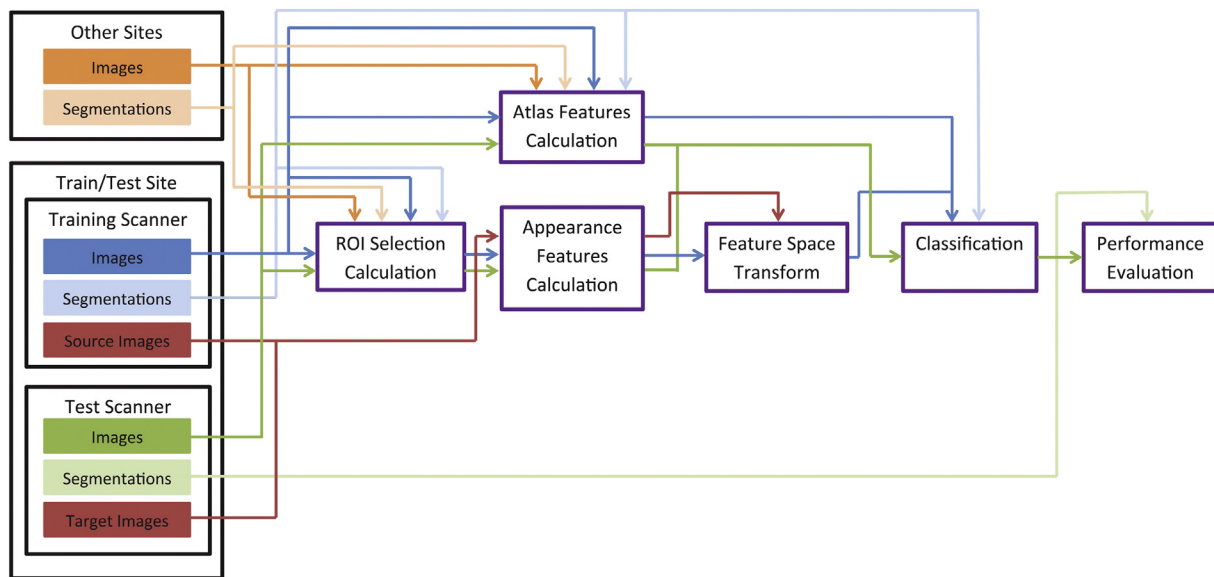 Other Sites
Images
Segmentations
Train/Test Site
Training Scanner
Images
Segmentations
Source Images
Test Scanner
Images
Segmentations
Target Images
Atlas Features
Calculation
ROI Selection
Calculation
Appearance
Features
Calculation
Feature Space
Transform
Classification
Performance
Evaluation